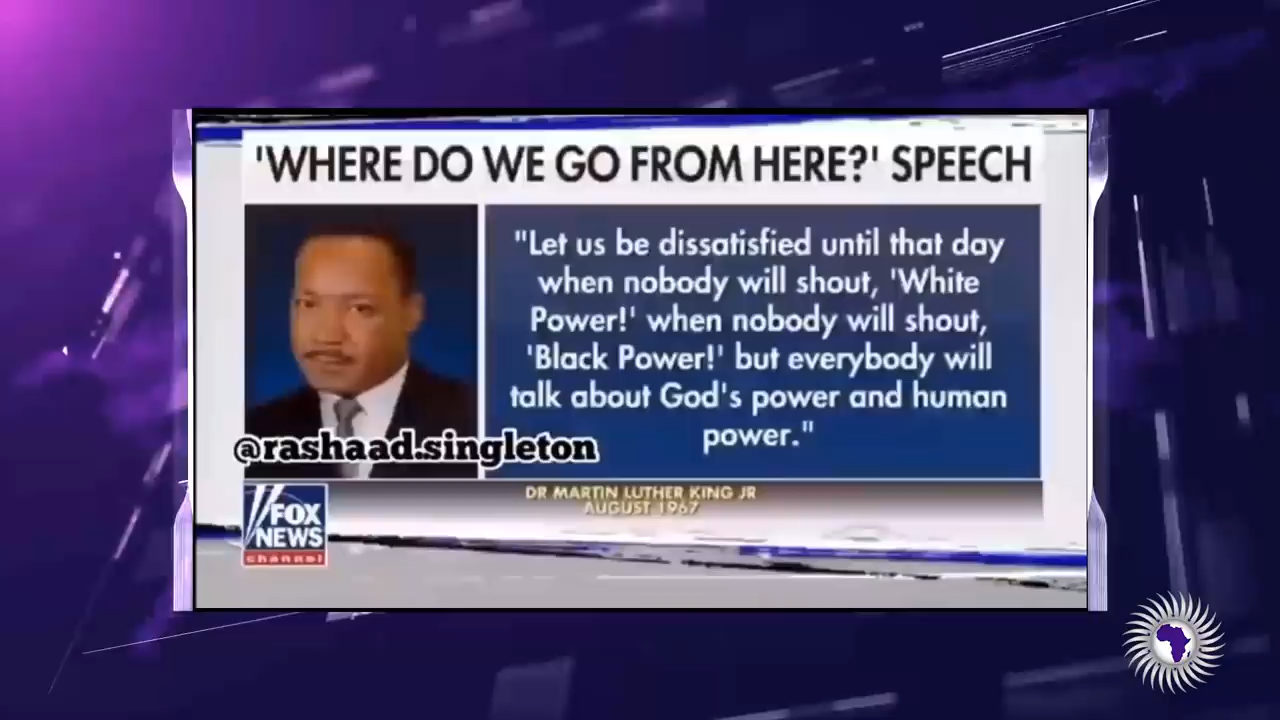 'WHERE DO WE GO FROM HERE?' SPEECH
"Let us be dissatisfied until that day
when nobody will shout, 'White
Power!' when nobody will shout,
'Black Power!' but everybody will
talk about God's power and human
power."
@rashaad.singleton
DR MARTIN LUTHER KING JR
AUGUST 1967
FOX
NEWS
channel